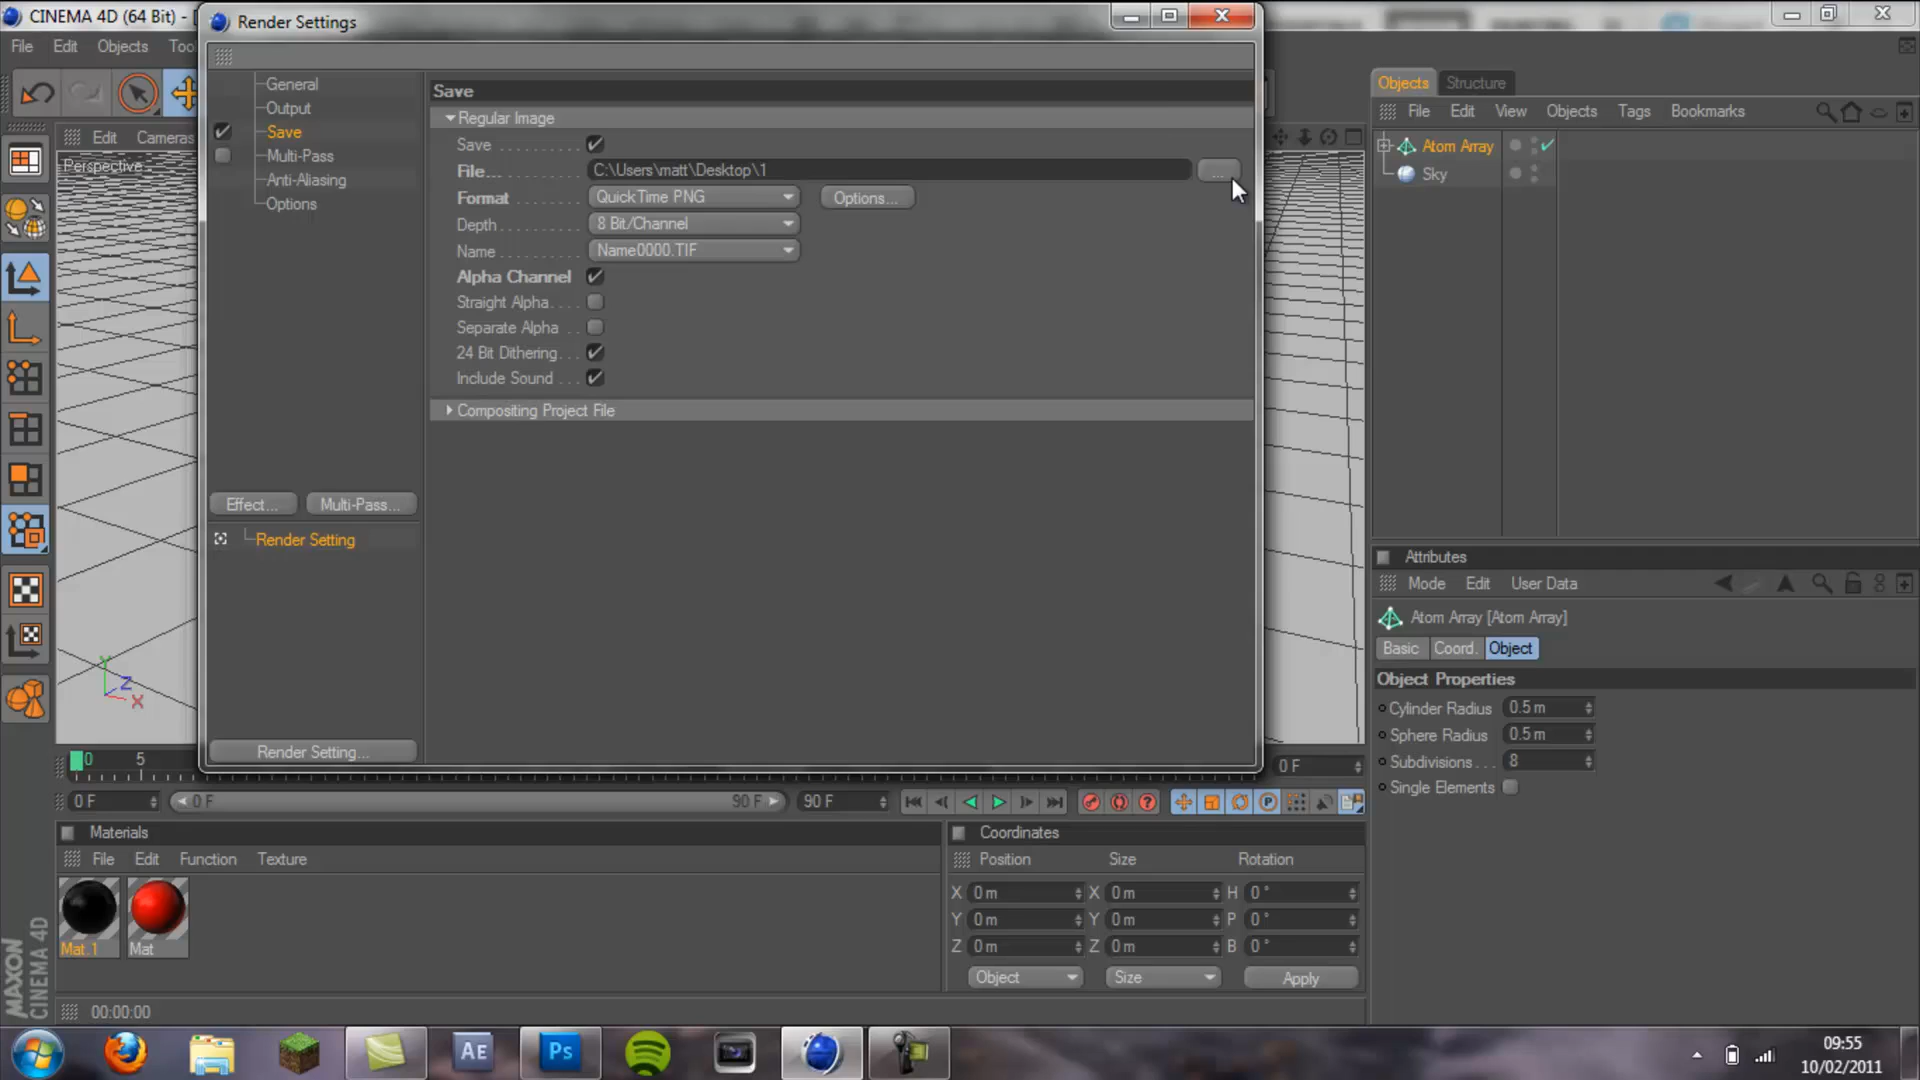 CINEMA 4D (64 Bit) - [
Render Settings
File Edit Objects Too
General
Output
Save
Multi-Pass
Anti-Aliasing
Options
Effect... Multi-Pass...
Render Setting
Render Setting...
Save
Regular Image
Save
File... C:\Users\matt\Desktop\1 ...
Format QuickTime PNG Options...
Depth 8 Bit/Channel
Name Name0000.TIF
Alpha Channel
Straight Alpha
Separate Alpha
24 Bit Dithering
Include Sound
Compositing Project File
Edit Cameras
Perspective
Y
Z
X
Objects Structure
File Edit View Objects Tags Bookmarks
Atom Array
Sky
Attributes
Mode Edit User Data
Atom Array [Atom Array]
Basic Coord. Object
Object Properties
Cylinder Radius 0.5 m
Sphere Radius 0.5 m
Subdivisions 8
Single Elements
0 5
0 F
0 F 0 F 90 F 90 F
P
Materials
File Edit Function Texture
Mat.1 Mat
Coordinates
Position Size Rotation
X 0 m X 0 m H 0 °
Y 0 m Y 0 m P 0 °
Z 0 m Z 0 m B 0 °
Object Size Apply
MAXON
CINEMA 4D
00:00:00
AE Ps
09:55
10/02/2011